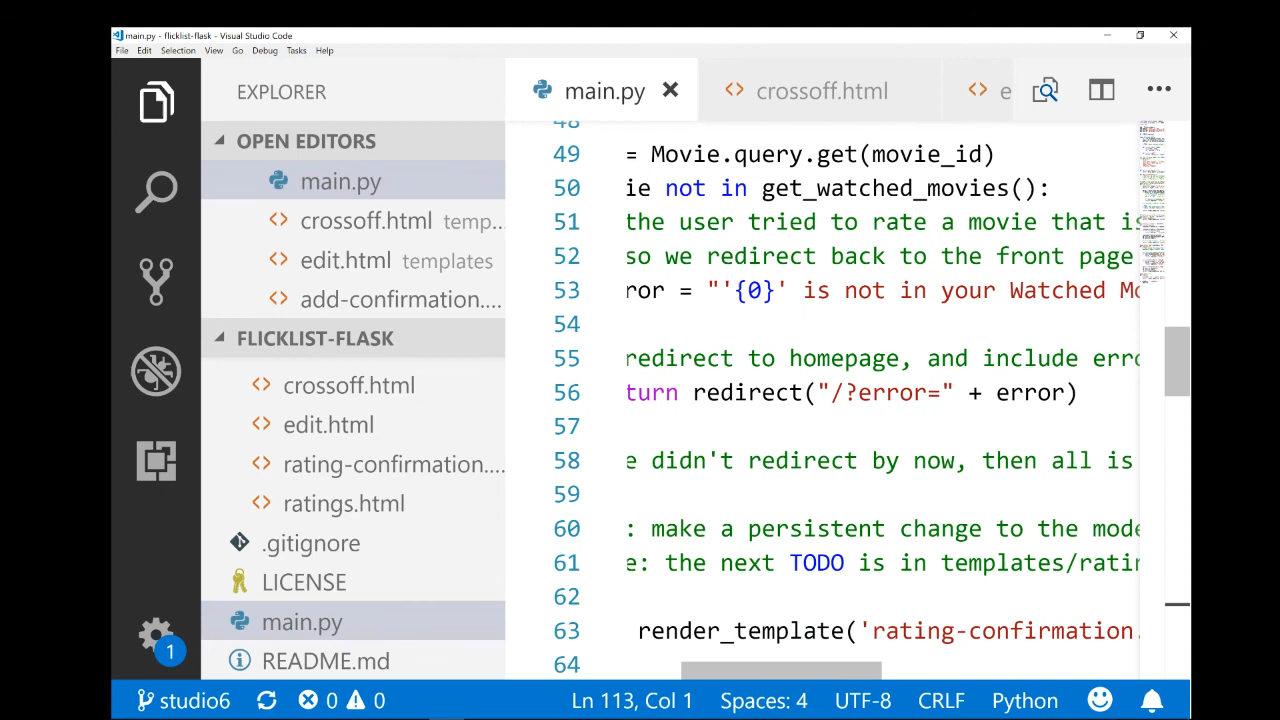 main.py - flicklist-flask - Visual Studio Code
File Edit Selection View Go Debug Tasks Help
EXPLORER
main.py
crossoff.html
e
OPEN EDITORS
main.py
crossoff.html temp...
edit.html templates
add-confirmation....
FLICKLIST-FLASK
crossoff.html
edit.html
rating-confirmation....
ratings.html
.gitignore
LICENSE
main.py
README.md
48
49 = Movie.query.get(movie_id)
50 ie not in get_watched_movies():
51 the user tried to rate a movie that is
52 so we redirect back to the front page
53 ror = "'{0}' is not in your Watched Mo
54
55 redirect to homepage, and include erro
56 turn redirect("/?error=" + error)
57
58 e didn't redirect by now, then all is
59
60 : make a persistent change to the mode
61 e: the next TODO is in templates/ratin
62
63 render_template('rating-confirmation.
64
1
studio6 0 0 Ln 113, Col 1 Spaces: 4 UTF-8 CRLF Python